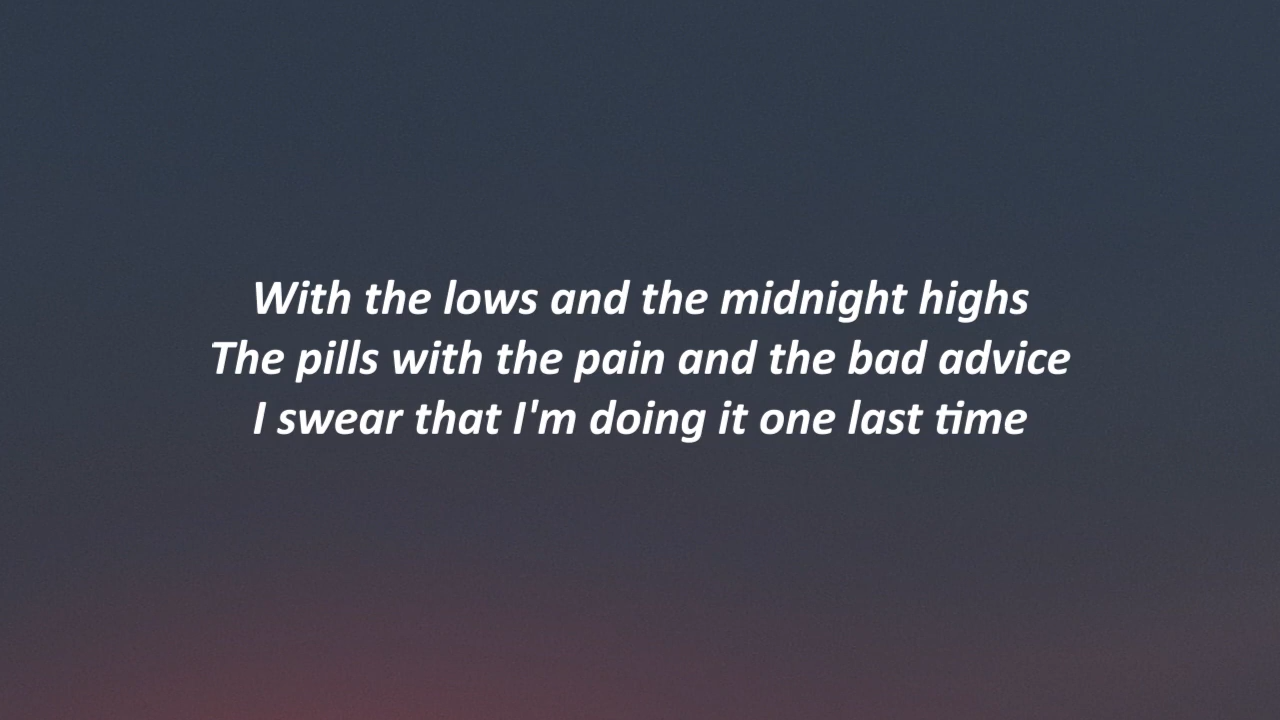 With the lows and the midnight highs
The pills with the pain and the bad advice
I swear that I'm doing it one last time